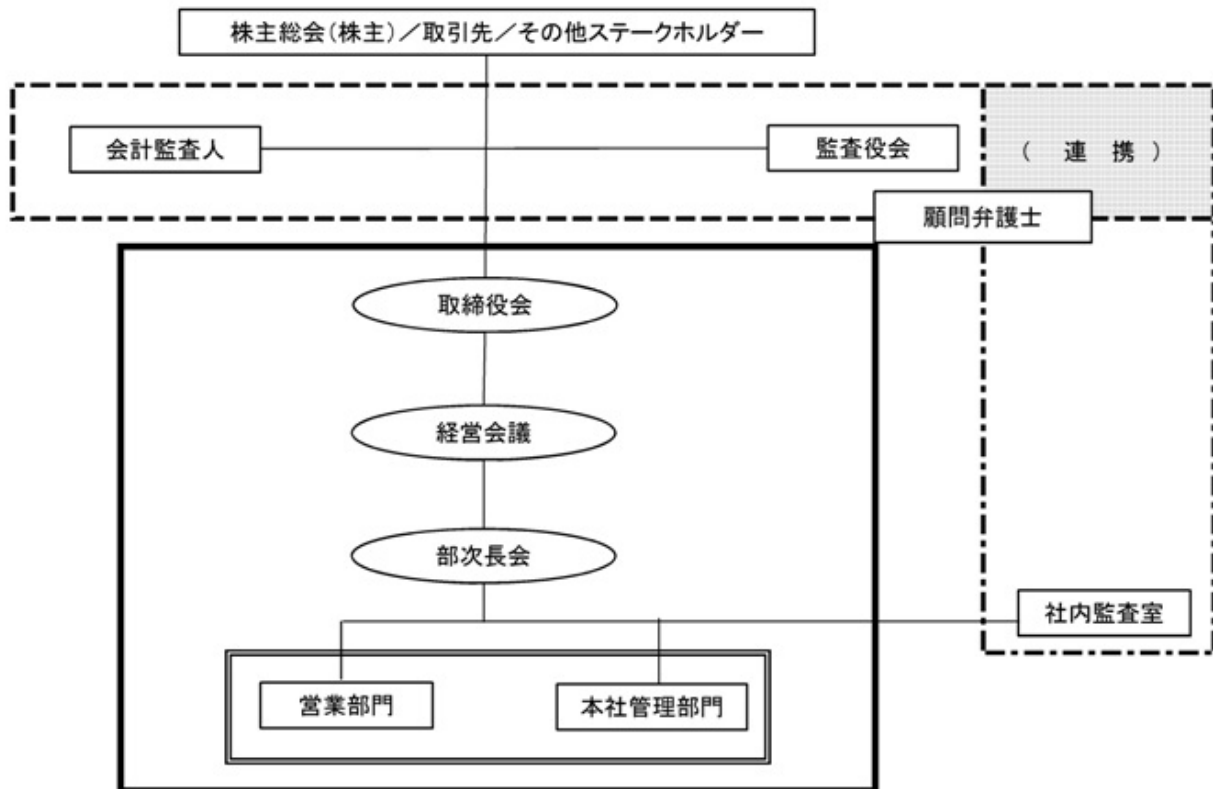 株主総会(株主)/取引先/その他ステークホルダー
会計監査人
監査役会
( 連 携 )
顧問弁護士
取締役会
経営会議
部次長会
社内監査室
営業部門
本社管理部門